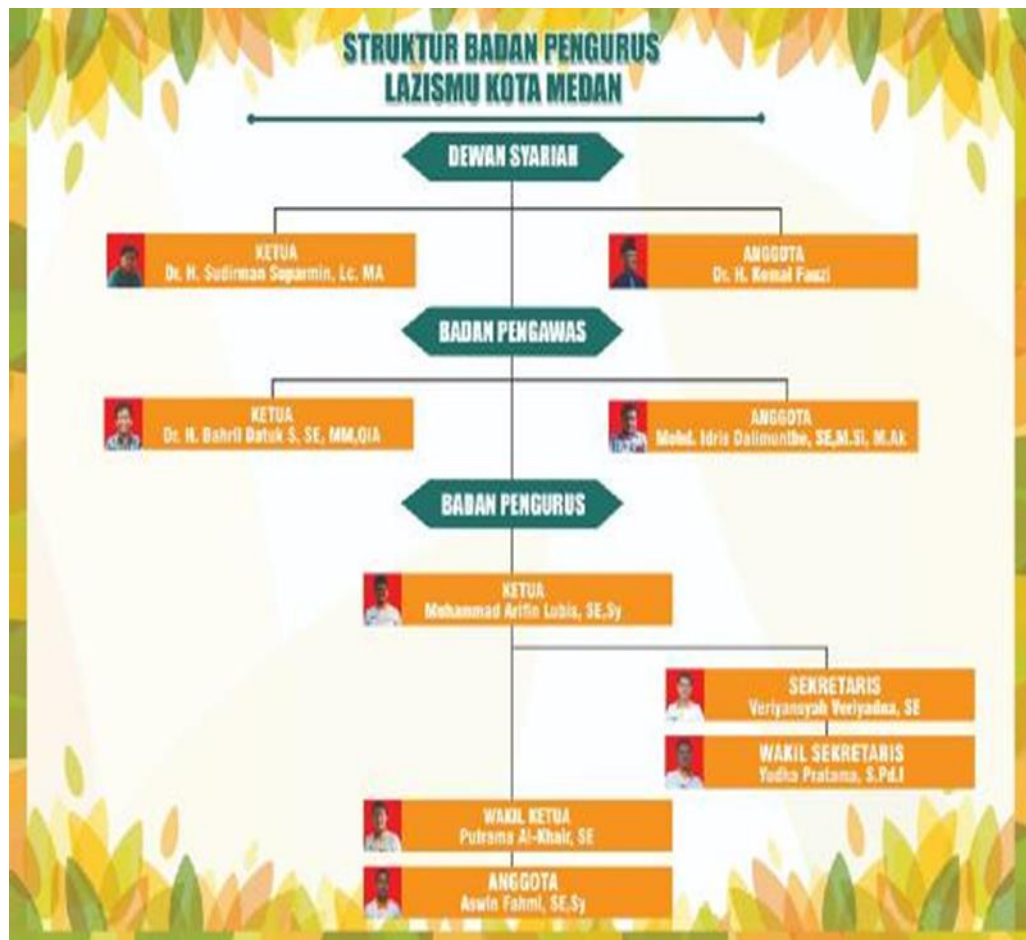 STRUKTUR BADAN PENGURUS
LAZISMU KOTA MEDAN
DEWAN SYARIAH
KETUA
Dr. H. Sudirman Suparmin, Lc. MA
ANGGOTA
Dr. H. Kemal Fauzi
BADAN PENGAWAS
KETUA
Dr. H. Bahril Datuk S, SE, MM,QIA
ANGGOTA
Mohd. Idris Dalimunthe, SE,M.Si, M.Ak
BADAN PENGURUS
KETUA
Muhammad Arifin Lubis, SE,Sy
SEKRETARIS
Veriyansyah Veriyadna, SE
WAKIL SEKRETARIS
Yudha Pratama, S.Pd.I
WAKIL KETUA
Putrama Al-Khair, SE
ANGGOTA
Aswin Fahmi, SE,Sy